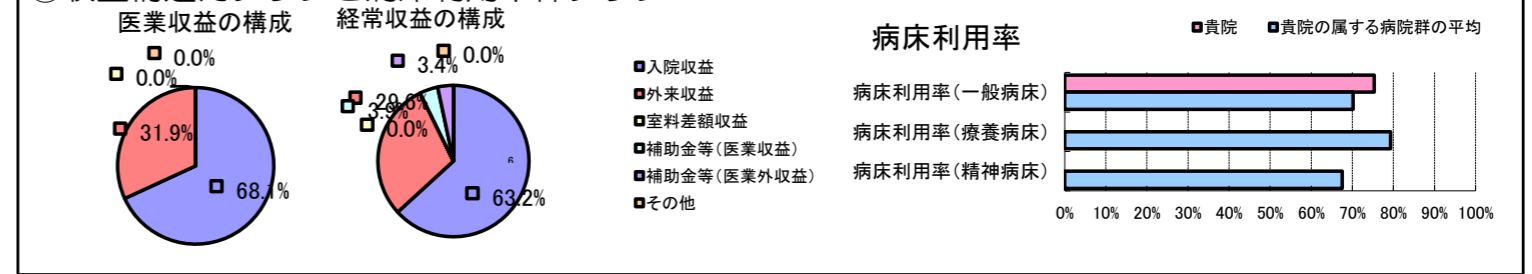 医業収益の構成
経常収益の構成
0.0%
0.0%
31.9%
68.1%
0.0%
3.4%
29.6%
3.9%
0.0%
63.2%
入院収益
外来収益
室料差額収益
補助金等(医業収益)
補助金等(医業外収益)
その他
病床利用率
貴院
貴院の属する病院群の平均
病床利用率(一般病床)
病床利用率(療養病床)
病床利用率(精神病床)
0% 10% 20% 30% 40% 50% 60% 70% 80% 90% 100%